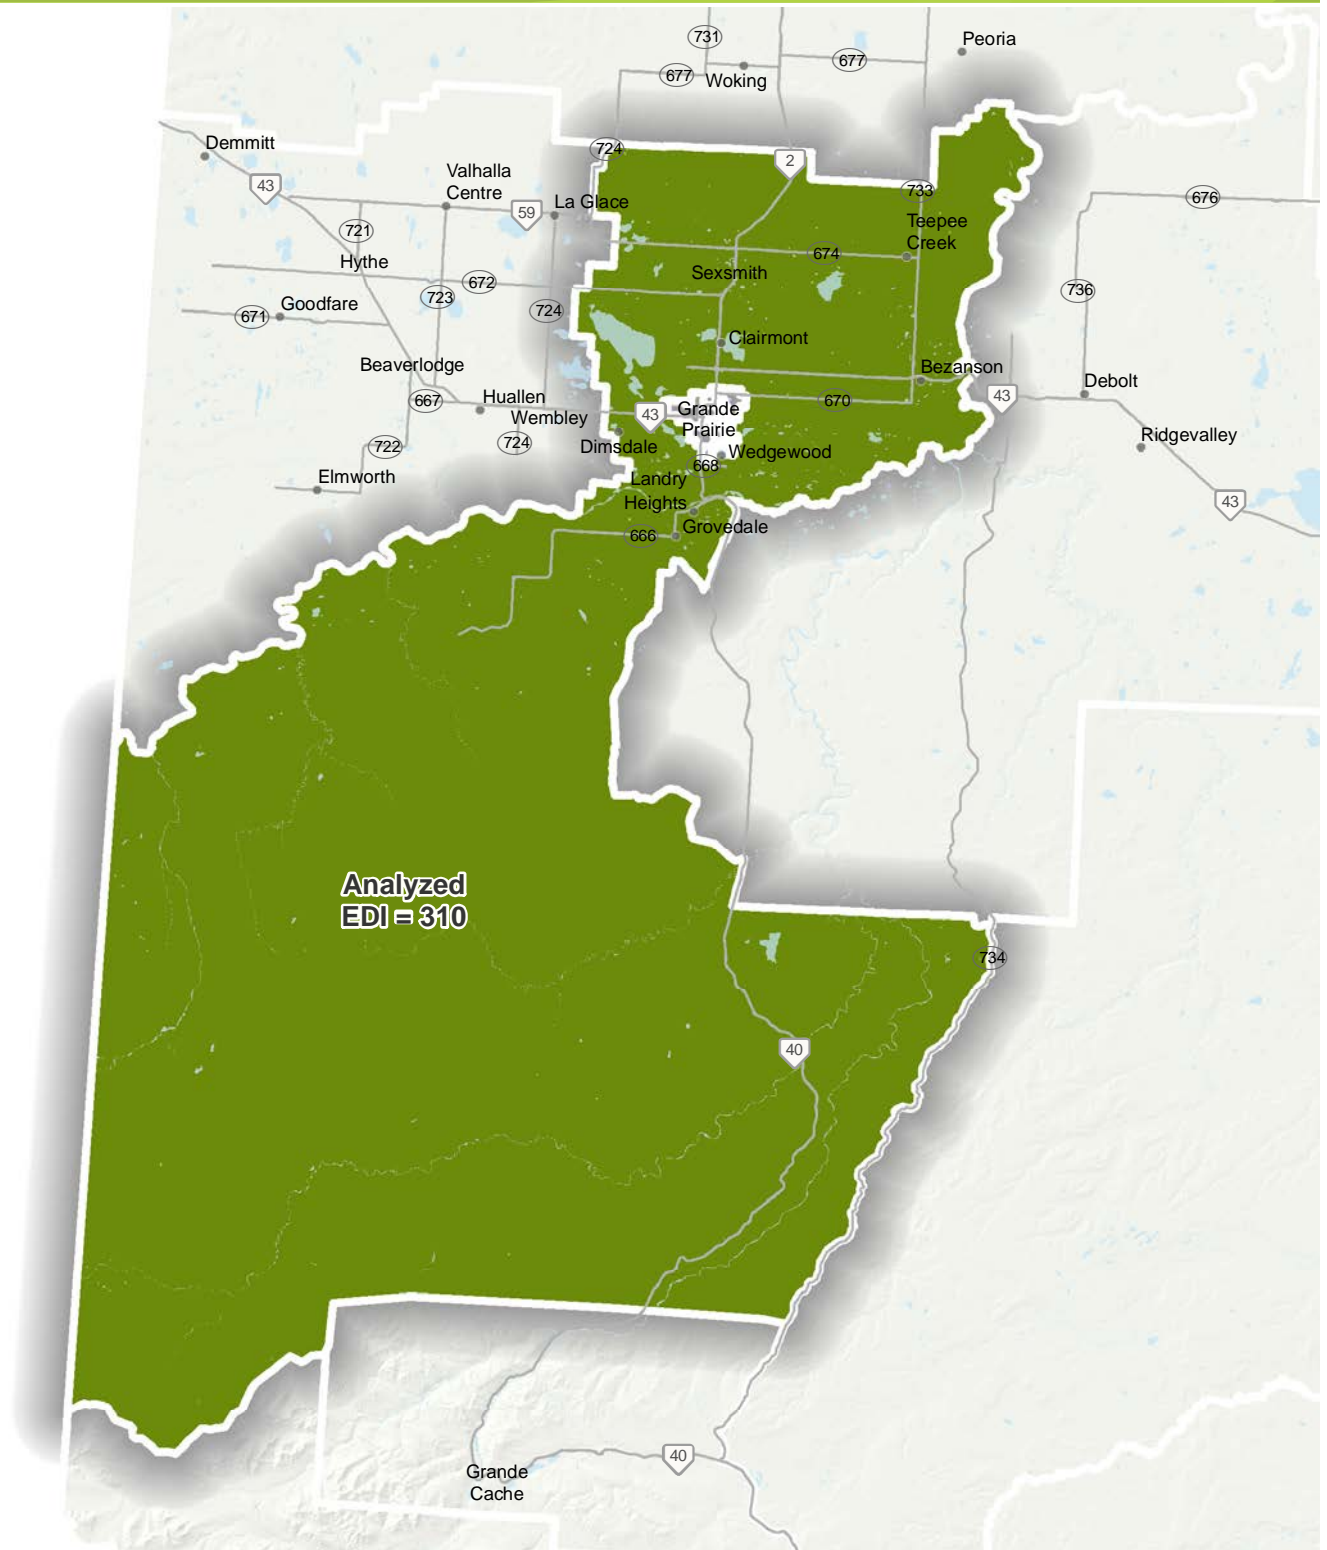 731
Peoria
677
677
Woking
Demmitt
724
2
43
Valhalla
Centre
733
676
59
La Glace
721
Teepee
Creek
Hythe
674
672
Sexsmith
723
736
671
Goodfare
724
Clairmont
Beaverlodge
Bezanson
Debolt
667
Huallen
43
Wembley
43
Grande
Prairie
670
722
724
Dimsdale
Wedgewood
Ridgevalley
668
Elmworth
Landry
Heights
43
666
Grovedale
Analyzed
EDI = 310
734
40
40
Grande
Cache